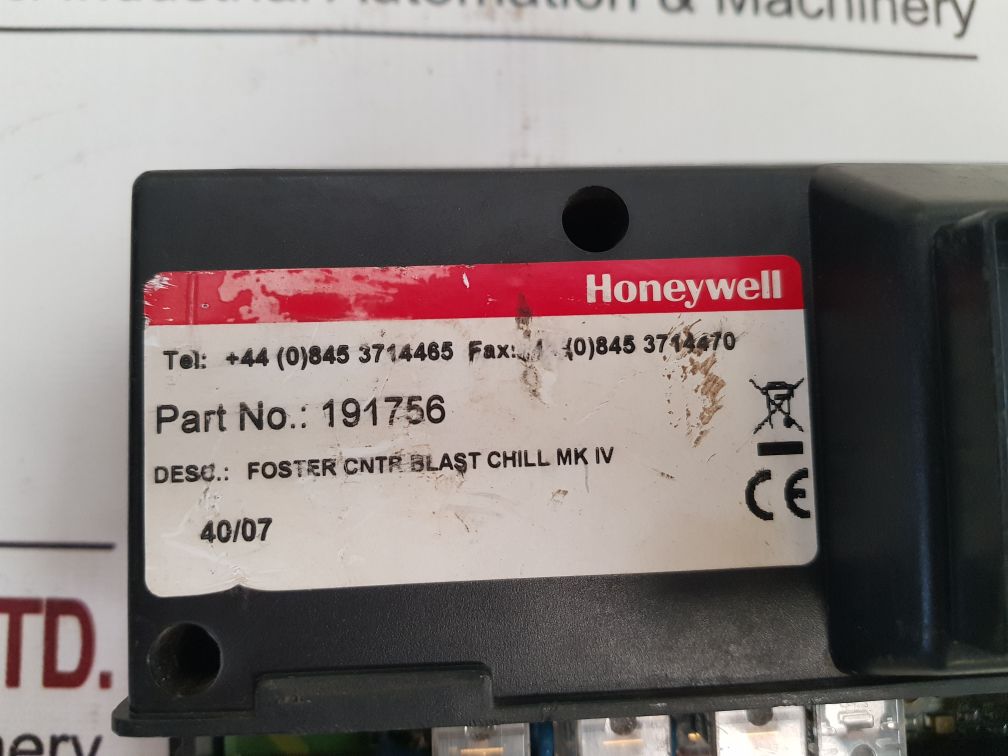 Industrial Automation & Machinery
Honeywell
Tel: +44 (0)845 3714465 Fax: (0)845 3714470
Part No.: 191756
DESC.: FOSTER CNTR BLAST CHILL MK IV
CE
40/07
TD.